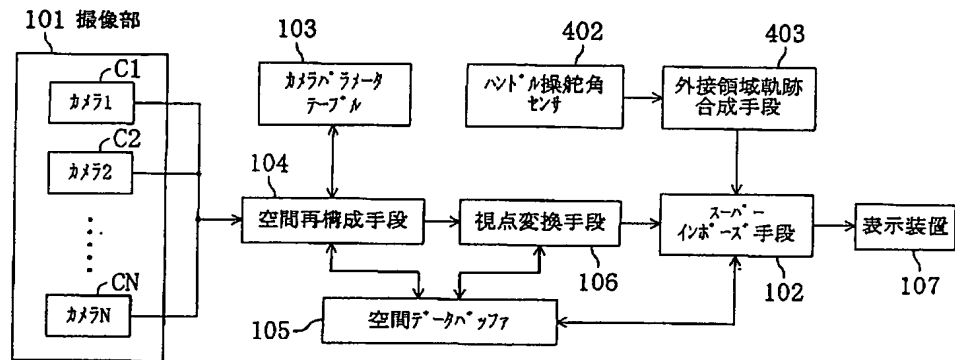 101 撮像部
C1
カメラ1
C2
カメラ2
CN
カメラN
103
カメラパラメータ
テーブル
402
ハンドル操舵角
センサ
403
外接領域軌跡
合成手段
104
空間再構成手段
視点変換手段
106
スーパー
インポーズ手段
102
表示装置
107
105
空間データバッファ